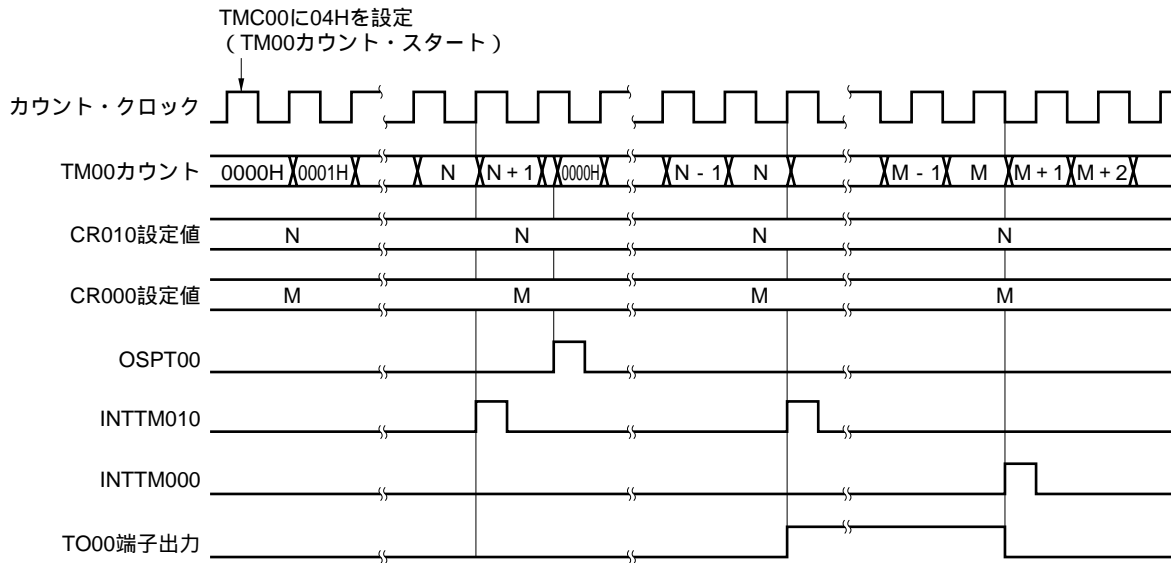 TMC00に04Hを設定
（TM00カウント・スタート）
カウント・クロック
TM00カウント 0000H 0001H N N + 1 0000H N - 1 N M - 1 M M + 1 M + 2
CR010設定値 N N N N
CR000設定値 M M M M
OSPT00
INTTM010
INTTM000
TO00端子出力